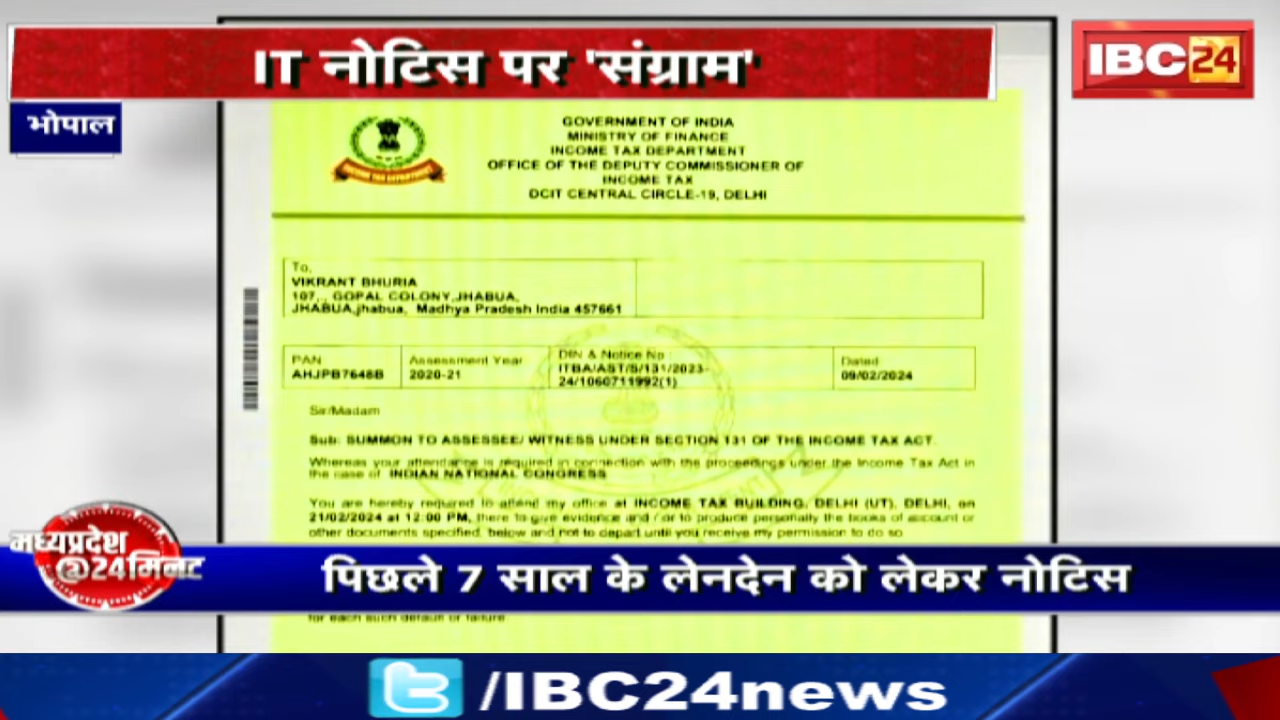 IT नोटिस पर 'संग्राम'
IBC24
भोपाल
GOVERNMENT OF INDIA
MINISTRY OF FINANCE
INCOME TAX DEPARTMENT
OFFICE OF THE DEPUTY COMMISSIONER OF
INCOME TAX
DCIT CENTRAL CIRCLE-19, DELHI
INCOME TAX DEPARTMENT
To,
VIKRANT BHURIA
107,, GOPAL COLONY,JHABUA,
JHABUA,jhabua, Madhya Pradesh India 457661
PAN
AHJPB7648B
Assessment Year
2020-21
DIN & Notice No
ITBA/AST/S/131/2023-
24/1060711992(1)
Dated
09/02/2024
Sir/Madam
Sub: SUMMON TO ASSESSEE/ WITNESS UNDER SECTION 131 OF THE INCOME TAX ACT.
Whereas your attendance is required in connection with the proceedings under the Income Tax Act in
the case of INDIAN NATIONAL CONGRESS
You are hereby required to attend my office at INCOME TAX BUILDING, DELHI (UT), DELHI, on
21/02/2024 at 12:00 PM, there to give evidence and / or to produce personally the books of account or
other documents specified, below and not to depart until you receive my permission to do so
मध्यप्रदेश
@24मिनट
पिछले 7 साल के लेनदेन को लेकर नोटिस
for each such default or failure
/IBC24news